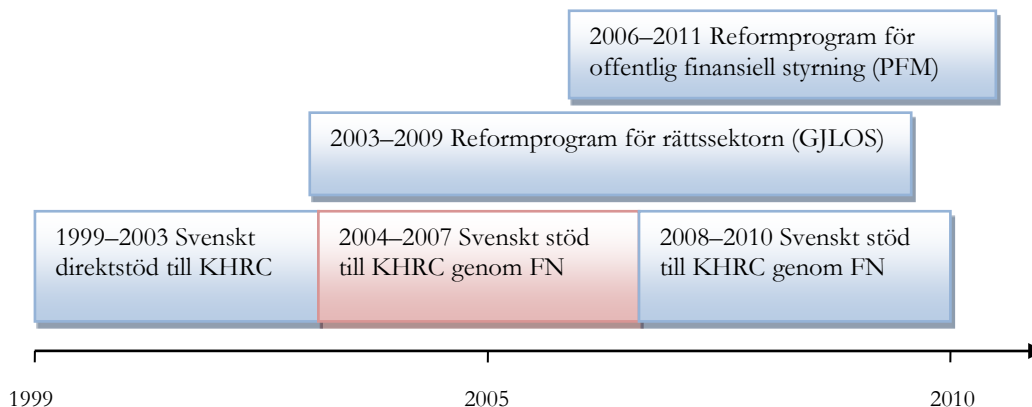 2006–2011 Reformprogram för
offentlig finansiell styrning (PFM)
2003–2009 Reformprogram för rättssektorn (GJLOS)
1999–2003 Svenskt
direktstöd till KHRC
2004–2007 Svenskt stöd
till KHRC genom FN
2008–2010 Svenskt stöd
till KHRC genom FN
1999
2005
2010